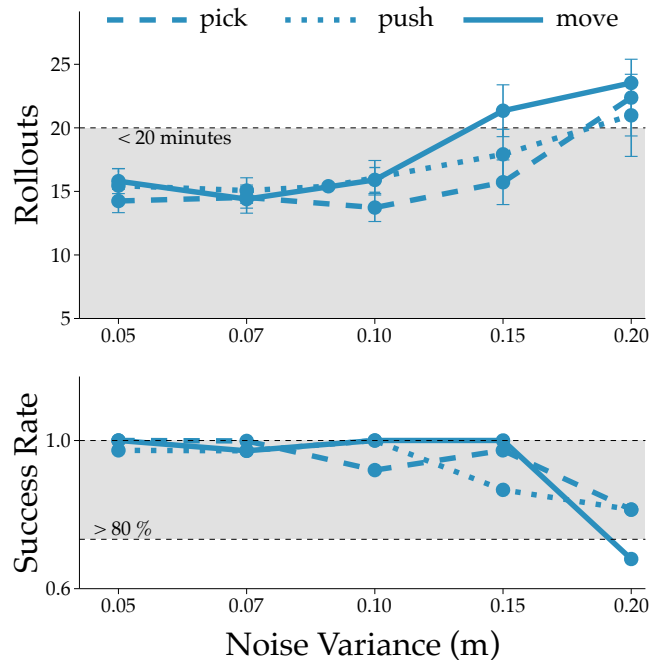 pick push move
25
20
< 20 minutes
15
10
5
Rollouts
0.05 0.07 0.10 0.15 0.20
1.0
> 80 %
0.6
Success Rate
0.05 0.07 0.10 0.15 0.20
Noise Variance (m)